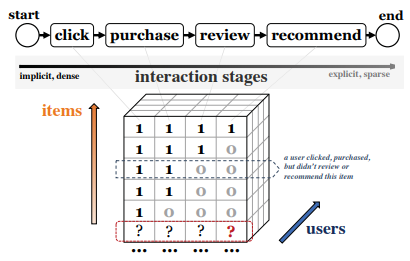 start
end
click
purchase
review
recommend
implicit, dense
interaction stages
explicit, sparse
items
1 1 1 1
1 1 1 0
1 1 0 0
a user clicked, purchased,
but didn't review or
recommend this item
1 1 0 0
1 0 0 0
? ? ? ?
... ... ... ...
users